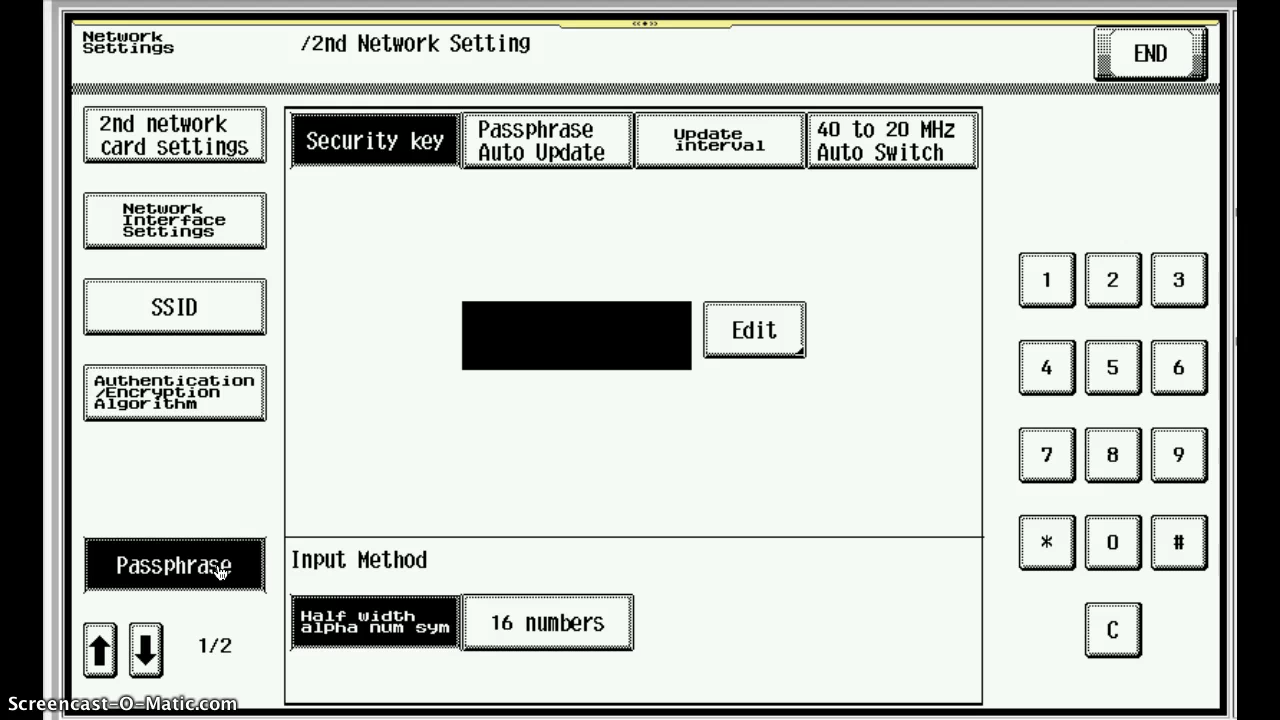 Network
Settings
/2nd Network Setting
END
2nd network
card settings
Network
Interface
Settings
SSID
Authentication
/Encryption
Algorithm
Passphrase
1/2
Security key
Passphrase
Auto Update
Update
interval
40 to 20 MHz
Auto Switch
Edit
Input Method
Half width
alpha num sym
16 numbers
1 2 3
4 5 6
7 8 9
* 0 #
C
Screencast-O-Matic.com